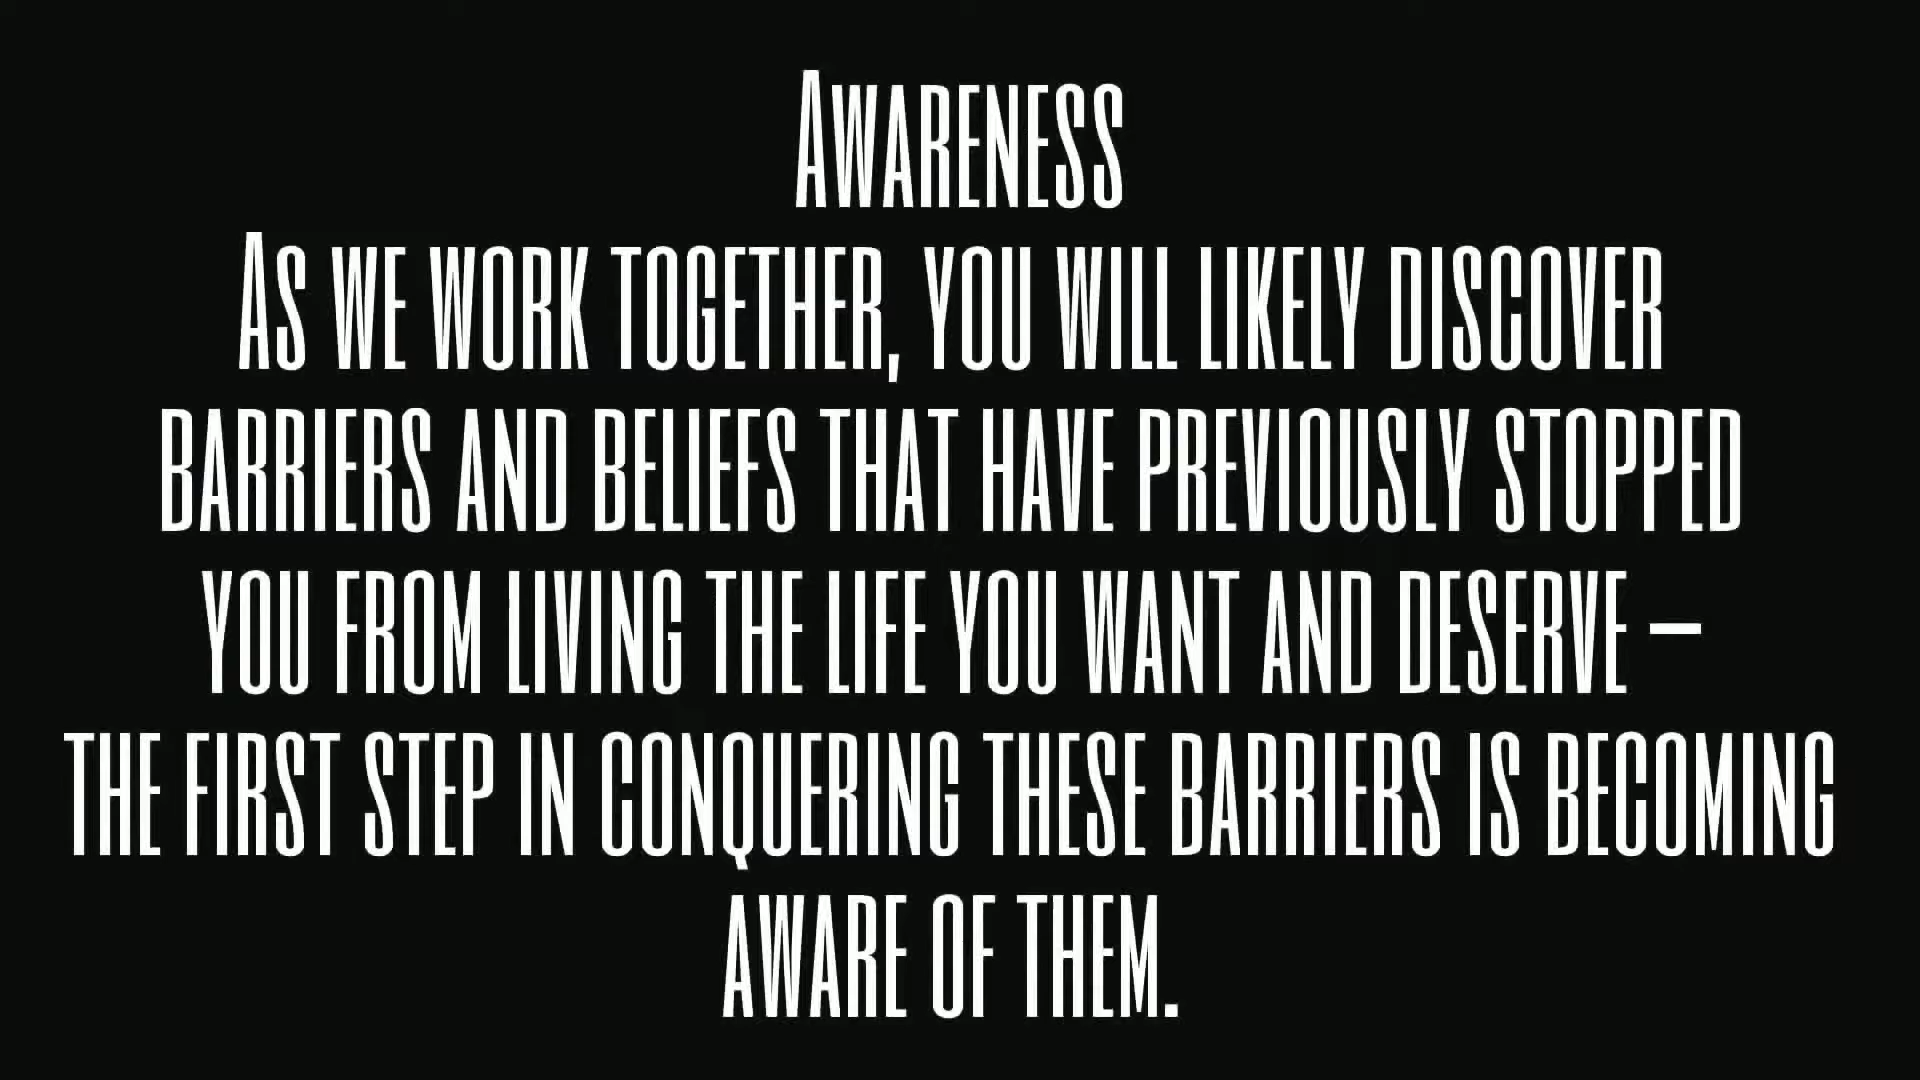 Awareness
As we work together, you will likely discover
barriers and beliefs that have previously stopped
you from living the life you want and deserve –
the first step in conquering these barriers is becoming
aware of them.